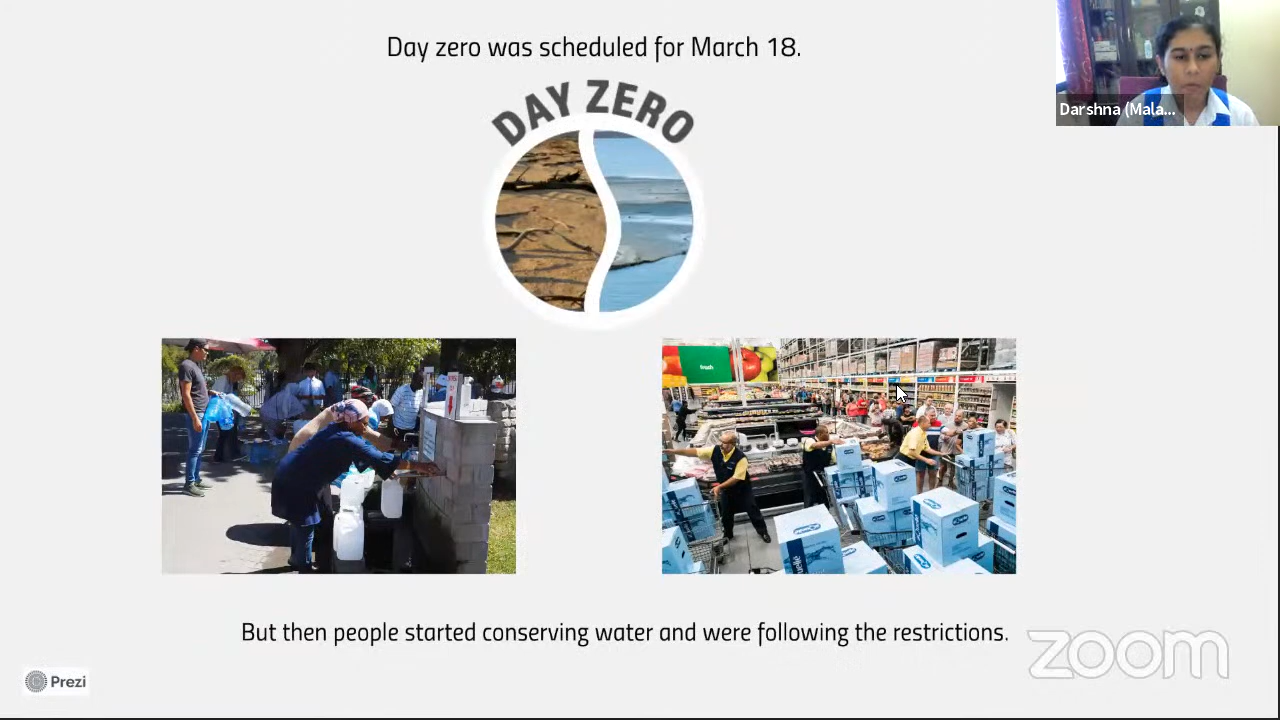 Day zero was scheduled for March 18.
Darshna (Mala...
DAY ZERO
fresh
But then people started conserving water and were following the restrictions.
zoom
Prezi